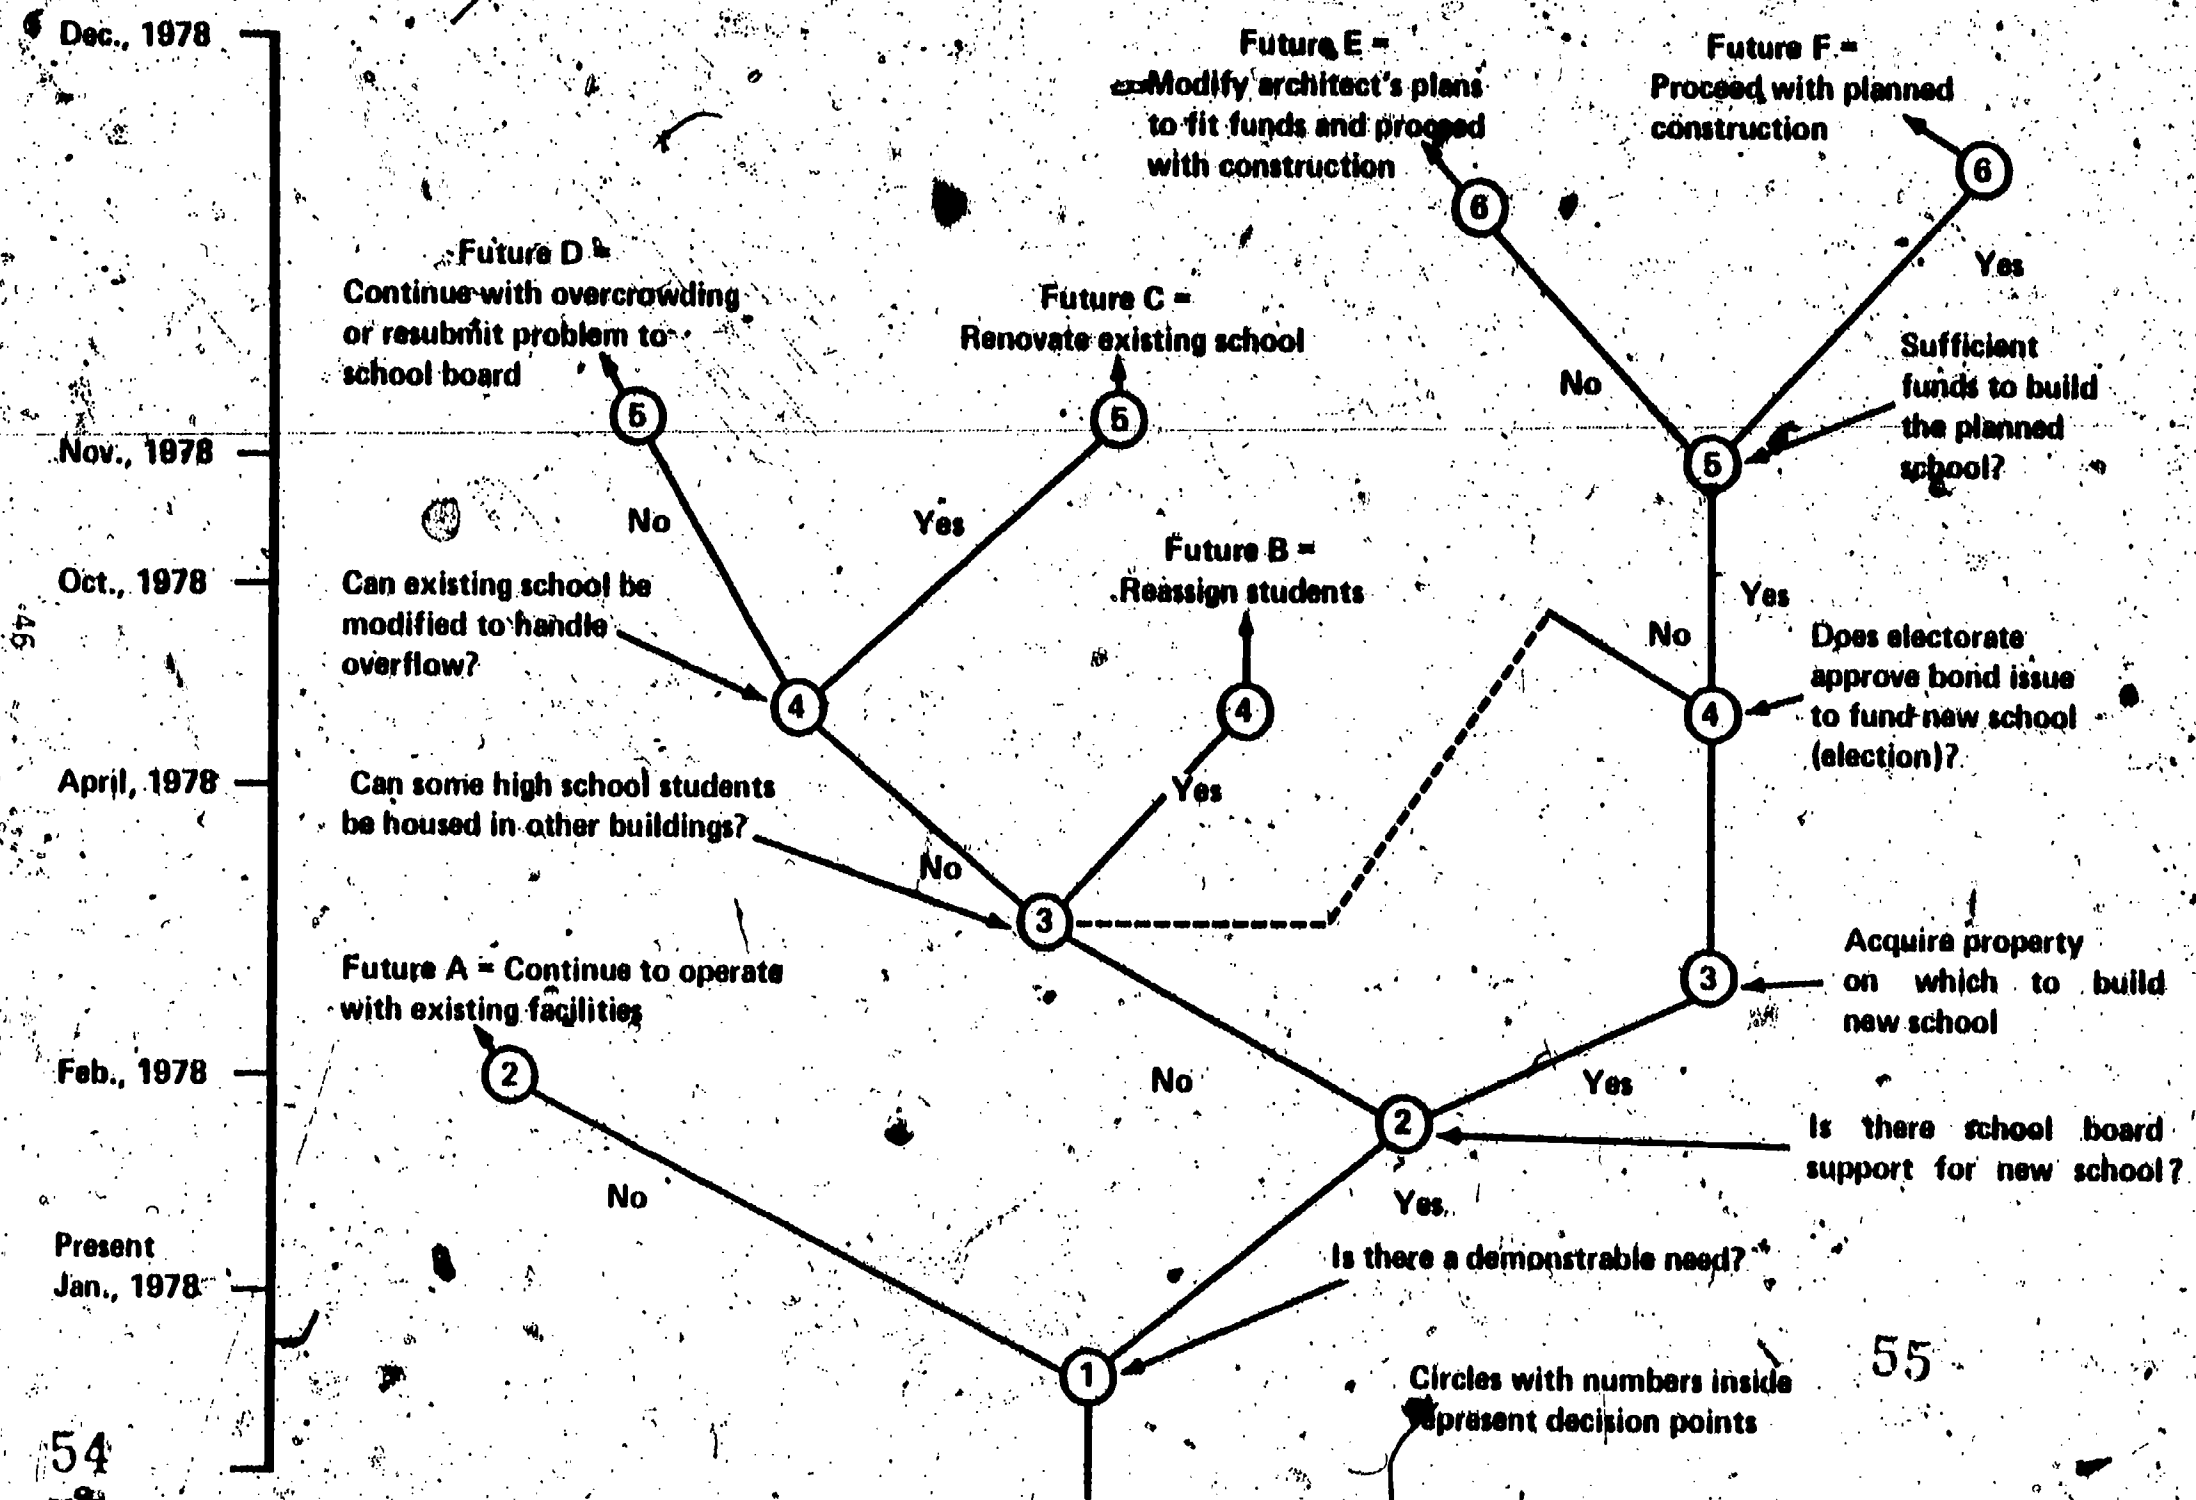 Dec., 1978
Nov., 1978
Oct., 1978
April, 1978
Feb., 1978
Present
Jan., 1978
46
54
Future E =
Modify architect's plans
to fit funds and proceed
with construction
6
Future F =
Proceed with planned
construction
6
Yes
No
Sufficient
funds to build
the planned
school?
5
Future D =
Continue with overcrowding
or resubmit problem to
school board
5
No
Future C =
Renovate existing school
5
Yes
Can existing school be
modified to handle
overflow?
4
Future B =
Reassign students
4
Yes
No
Yes
Does electorate
approve bond issue
to fund new school
(election)?
4
Can some high school students
be housed in other buildings?
No
3
Acquire property
on which to build
new school
3
Future A = Continue to operate
with existing facilities
2
No
No
Yes
2
Is there school board
support for new school?
Yes
Is there a demonstrable need?
1
Circles with numbers inside
represent decision points
55